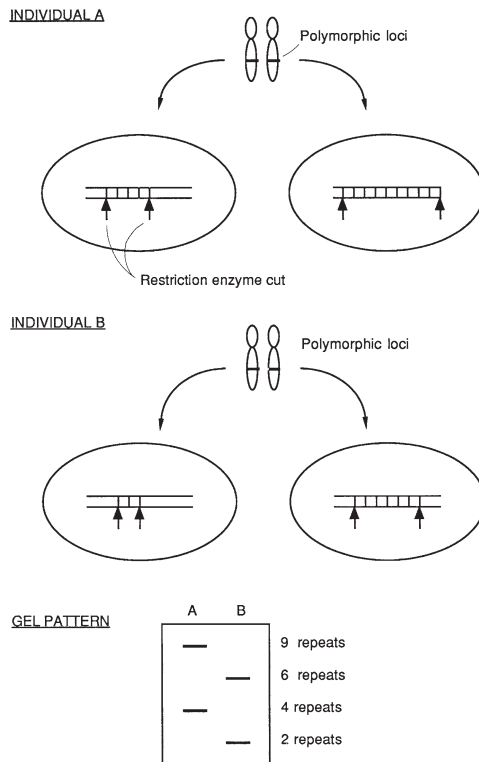 INDIVIDUAL A
Polymorphic loci
Restriction enzyme cut
INDIVIDUAL B
Polymorphic loci
GEL PATTERN
A B
9 repeats
6 repeats
4 repeats
2 repeats